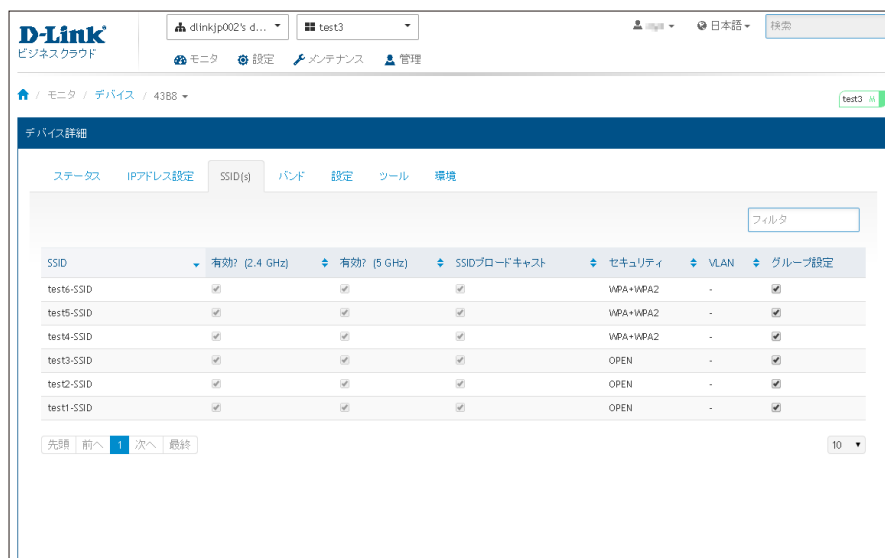 D-Link
ビジネスクラウド
dlinkjp002's d...
test3
日本語
検索
モニタ 設定 メンテナンス 管理
/ モニタ / デバイス / 43B8
test3
デバイス詳細
ステータス IPアドレス設定 SSID(s) バンド 設定 ツール 環境
フィルタ
SSID 有効? (2.4 GHz) 有効? (5 GHz) SSIDブロードキャスト セキュリティ VLAN グループ設定
test6-SSID WPA+WPA2 -
test5-SSID WPA+WPA2 -
test4-SSID WPA+WPA2 -
test3-SSID OPEN -
test2-SSID OPEN -
test1-SSID OPEN -
先頭 前へ 1 次へ 最終
10